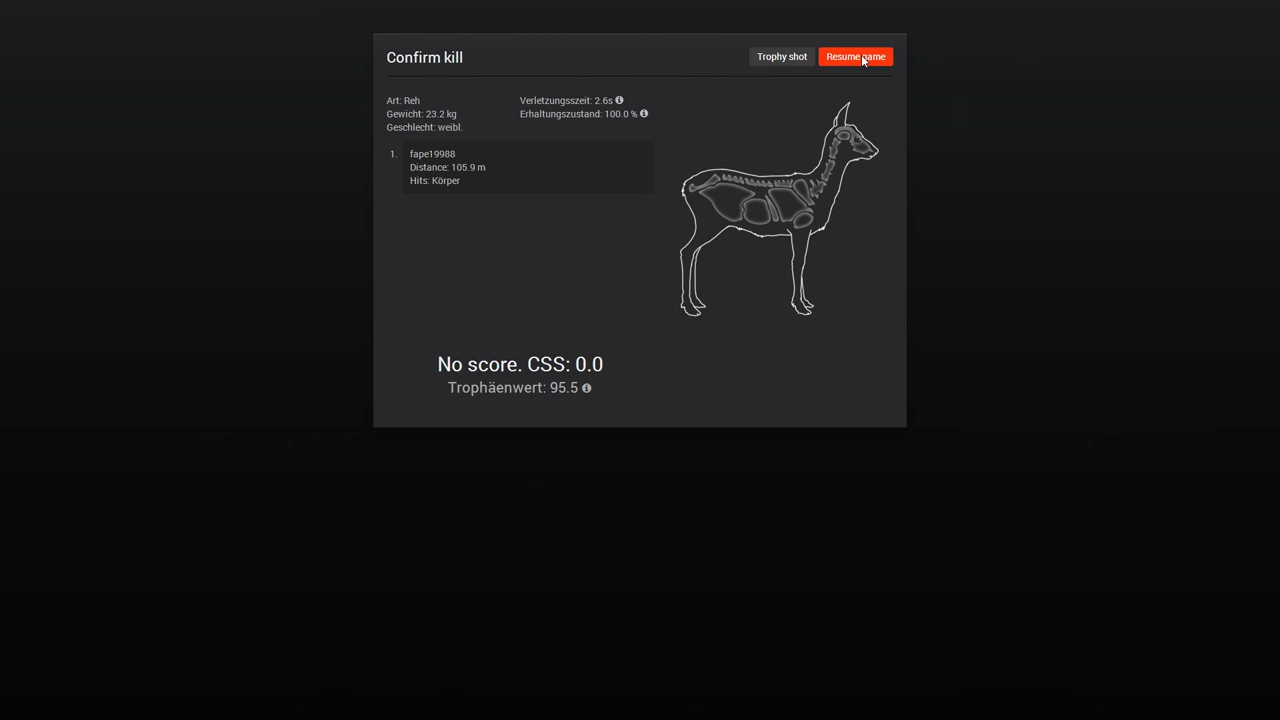 Confirm kill
Trophy shot
Resume game
Art: Reh
Gewicht: 23.2 kg
Geschlecht: weibl.
Verletzungsszeit: 2.6s
Erhaltungszustand: 100.0 %
1.
fape19988
Distance: 105.9 m
Hits: Körper
No score. CSS: 0.0
Trophäenwert: 95.5